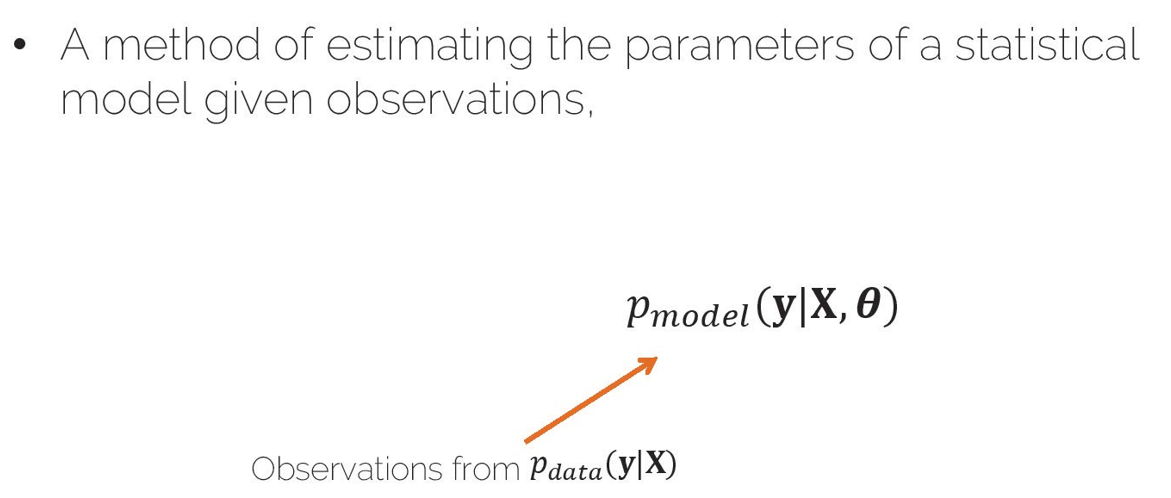 • A method of estimating the parameters of a statistical
model given observations,
p_model(y|X, θ)
Observations from p_data(y|X)